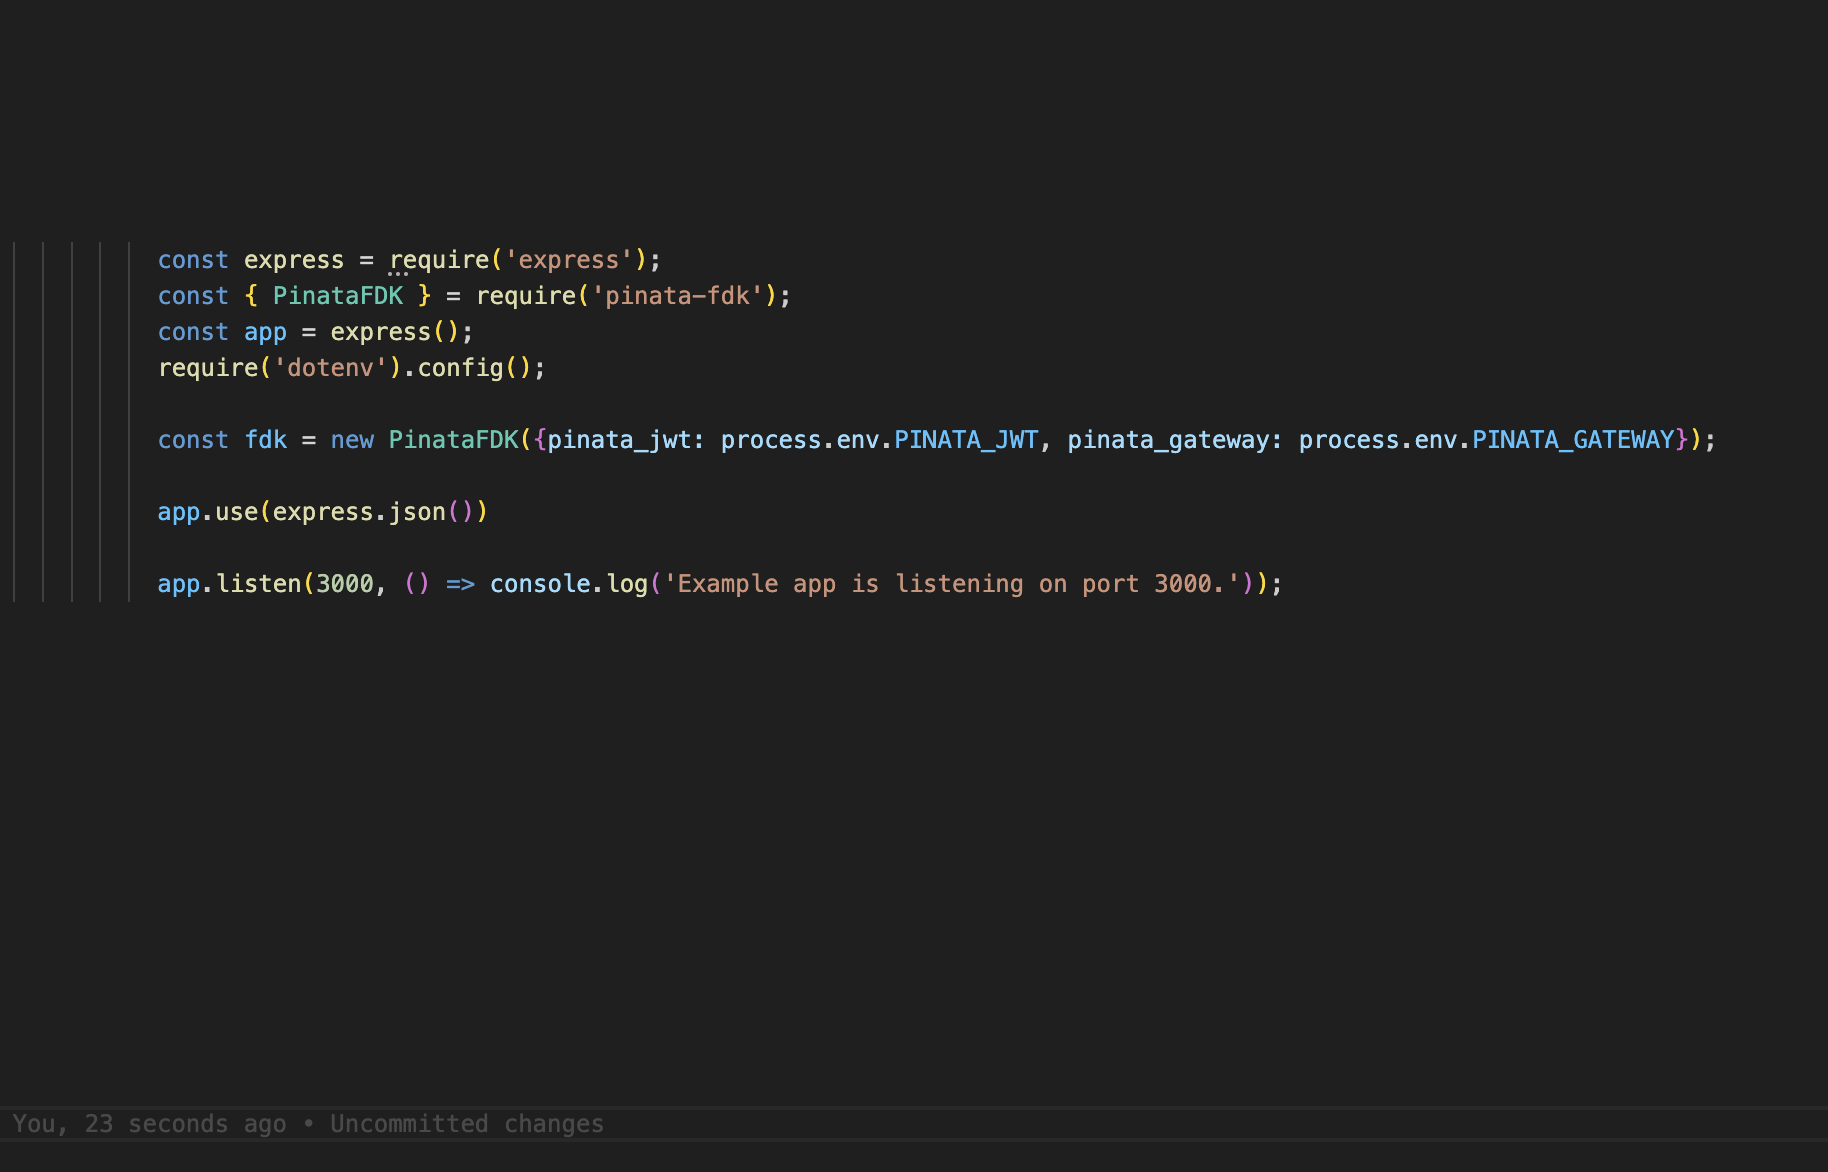 const express = require('express');
const { PinataFDK } = require('pinata-fdk');
const app = express();
require('dotenv').config();
const fdk = new PinataFDK({pinata_jwt: process.env.PINATA_JWT, pinata_gateway: process.env.PINATA_GATEWAY});
app.use(express.json())
app.listen(3000, () => console.log('Example app is listening on port 3000.'));
You, 23 seconds ago • Uncommitted changes